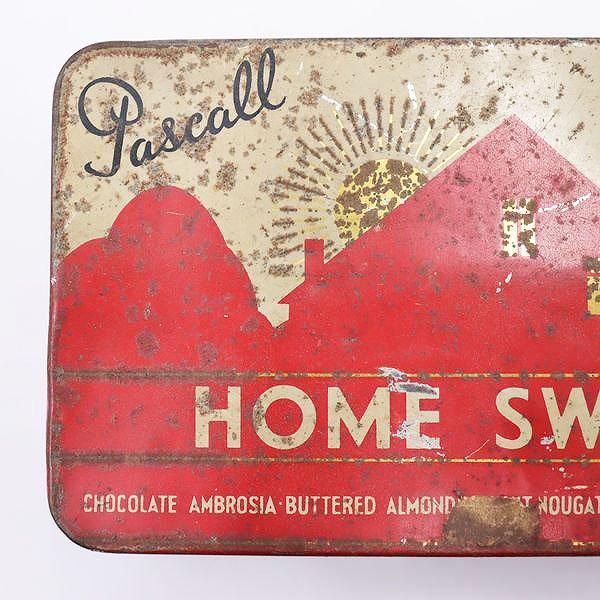 Pascall
HOME SW
CHOCOLATE AMBROSIA · BUTTERED ALMOND NOUGAT